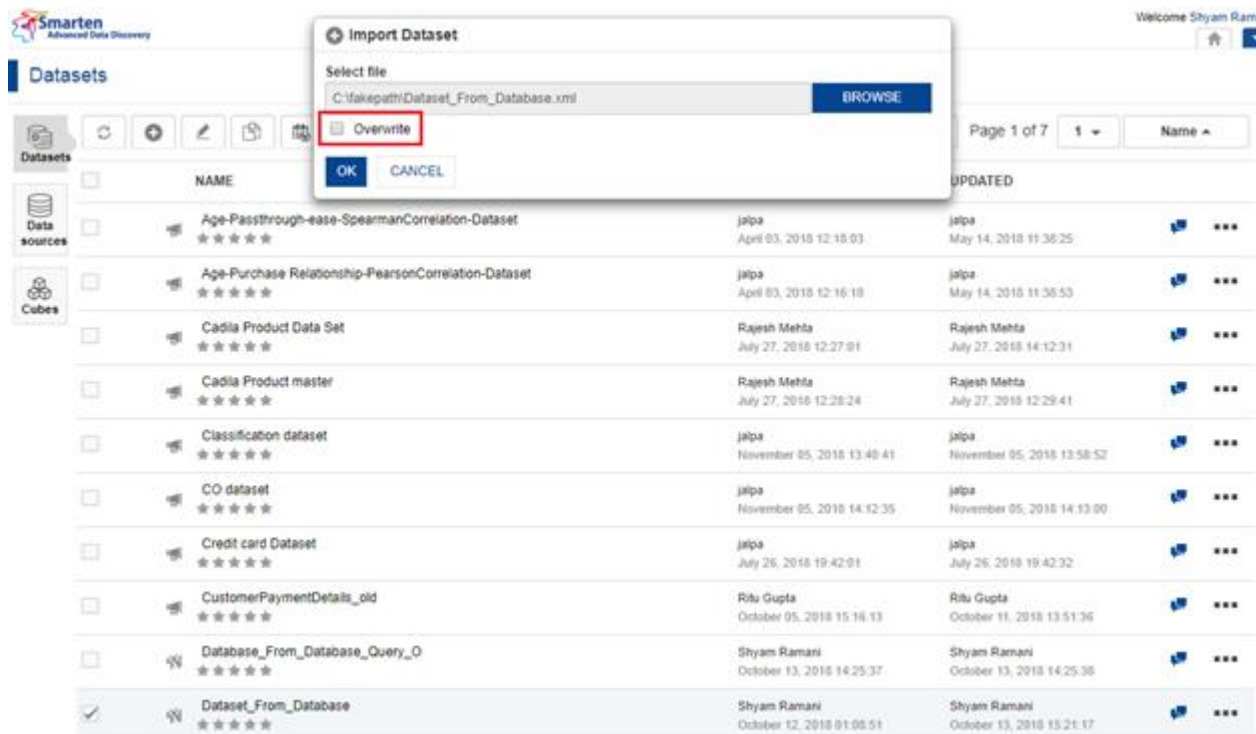 Smarten
Advanced Data Discovery
Welcome Shyam Ram
Datasets
Import Dataset
Select file
C:\fakepath\Dataset_From_Database.xml
BROWSE
Overwrite
OK
CANCEL
Page 1 of 7
1
Name
Datasets
Data sources
Cubes
NAME
UPDATED
Age-Passthrough-ease-SpearmanCorrelation-Dataset
jalpa
jalpa
April 03, 2018 12:18:03
May 14, 2018 11:38:25
Age-Purchase Relationship-PearsonCorrelation-Dataset
jalpa
jalpa
April 03, 2018 12:16:18
May 14, 2018 11:38:53
Cadila Product Data Set
Rajesh Mehta
Rajesh Mehta
July 27, 2018 12:27:01
July 27, 2018 14:12:31
Cadila Product master
Rajesh Mehta
Rajesh Mehta
July 27, 2018 12:28:24
July 27, 2018 12:29:41
Classification dataset
jalpa
jalpa
November 05, 2018 13:40:41
November 05, 2018 13:58:52
CO dataset
jalpa
jalpa
November 05, 2018 14:12:35
November 05, 2018 14:13:00
Credit card Dataset
jalpa
jalpa
July 26, 2018 19:42:01
July 26, 2018 19:42:32
CustomerPaymentDetails_old
Ritu Gupta
Ritu Gupta
October 05, 2018 15:16:13
October 11, 2018 13:51:36
Database_From_Database_Query_O
Shyam Ramani
Shyam Ramani
October 13, 2018 14:25:37
October 13, 2018 14:25:38
Dataset_From_Database
Shyam Ramani
Shyam Ramani
October 12, 2018 01:08:51
October 13, 2018 15:21:17